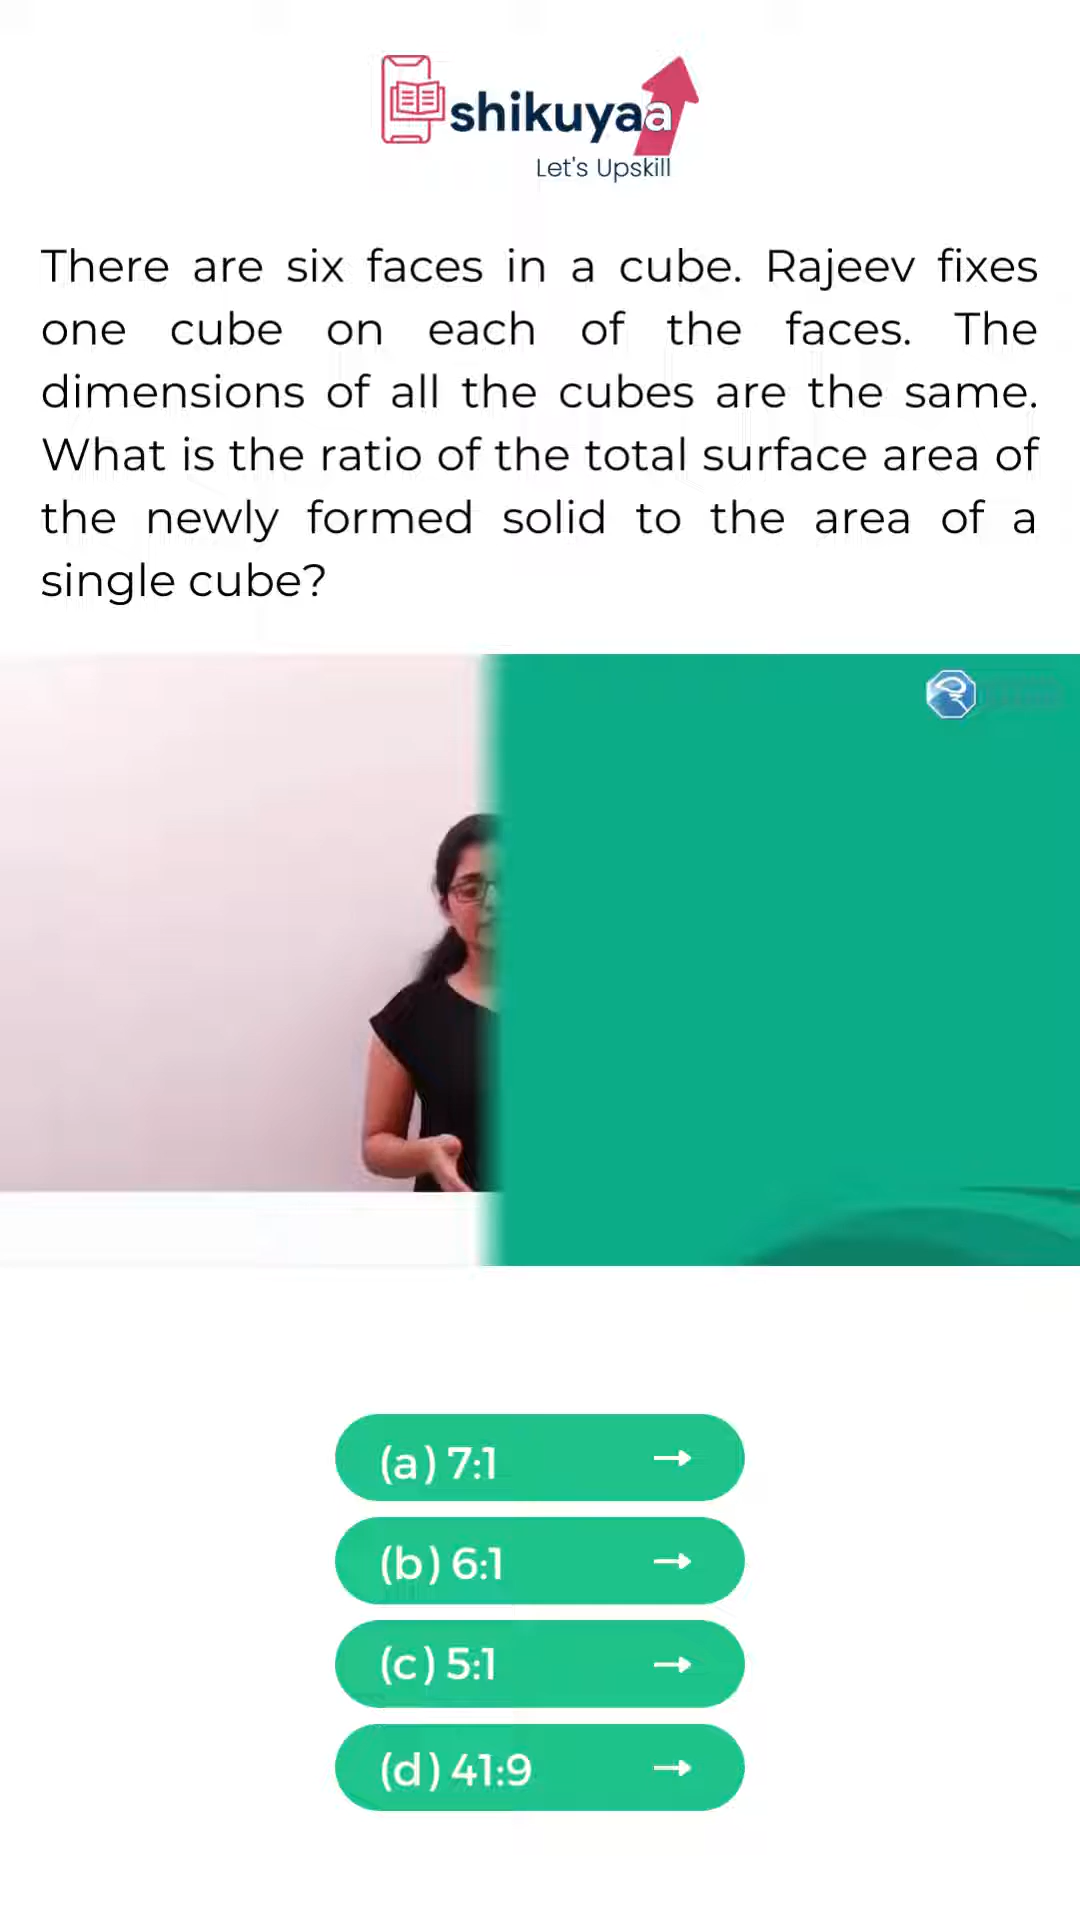 shikuyaa
Let's Upskill
There are six faces in a cube. Rajeev fixes
one cube on each of the faces. The
dimensions of all the cubes are the same.
What is the ratio of the total surface area of
the newly formed solid to the area of a
single cube?
(a) 7:1
(b) 6:1
(c) 5:1
(d) 41:9